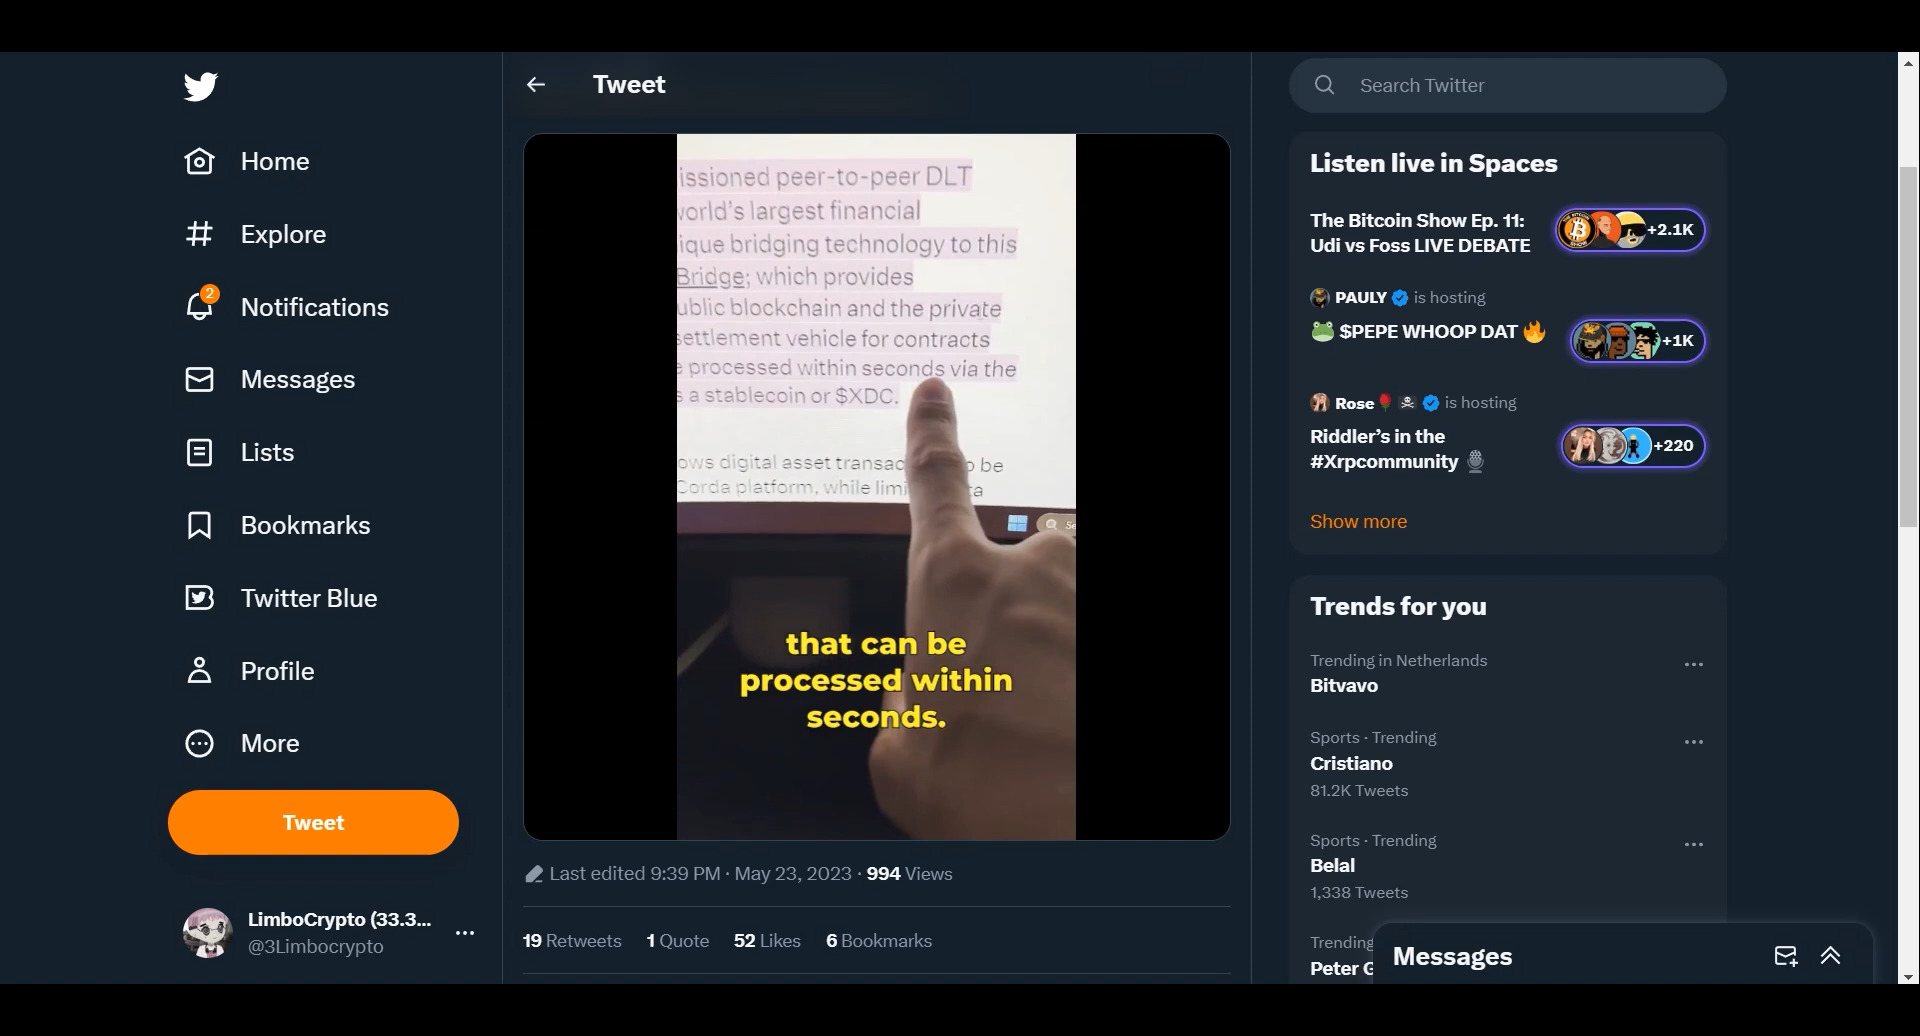 Home
Explore
2
Notifications
Messages
Lists
Bookmarks
Twitter Blue
Profile
More
Tweet
LimboCrypto (33.3...
@3Limbocrypto
Tweet
issioned peer-to-peer DLT
world's largest financial
ique bridging technology to this
Bridge; which provides
ublic blockchain and the private
settlement vehicle for contracts
processed within seconds via the
s a stablecoin or $XDC.
ows digital asset be
Corda platform, while
that can be
processed within
seconds.
Last edited 9:39 PM · May 23, 2023 · 994 Views
19 Retweets 1 Quote 52 Likes 6 Bookmarks
Search Twitter
Listen live in Spaces
The Bitcoin Show Ep. 11:
Udi vs Foss LIVE DEBATE
+2.1K
PAULY is hosting
🐸 $PEPE WHOOP DAT 🔥
+1K
Rose🌹☠ is hosting
Riddler's in the
#Xrpcommunity 🎙
+220
Show more
Trends for you
Trending in Netherlands
Bitvavo
Sports · Trending
Cristiano
81.2K Tweets
Sports · Trending
Belal
1,338 Tweets
Trending
Peter
Messages